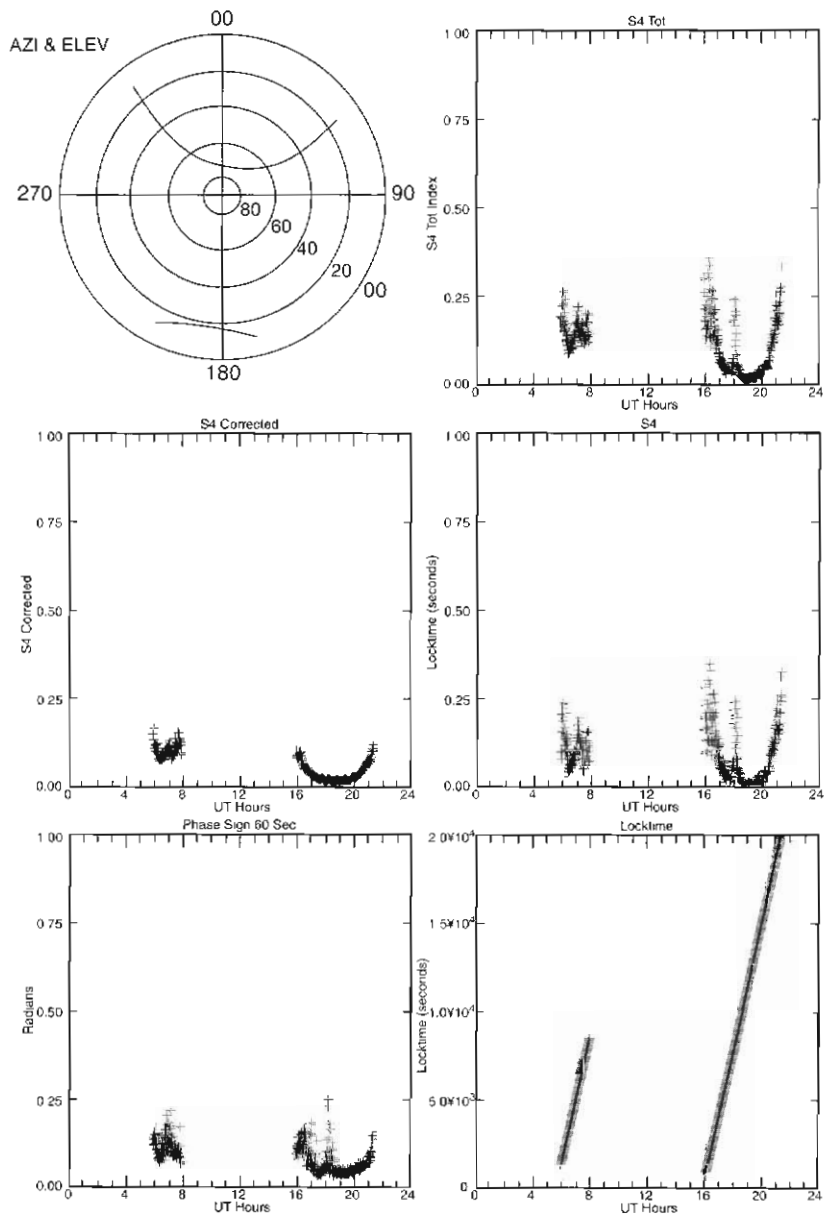 AZI & ELEV
00
270
90
80
60
40
20
00
180
S4 Tot
1.00
0.75
0.50
0.25
0.00
S4 Tot Index
0 4 8 12 16 20 24
UT Hours
S4 Corrected
1 00
0.75
0.50
0.25
0.00
S4 Corrected
0 4 8 12 16 20 24
UT Hours
S4
1 00
0.75
0.50
0.25
0.00
Locktime (seconds)
0 4 8 12 16 20 24
UT Hours
Phase Sign 60 Sec
1 00
0.75
0.50
0.25
0.00
Radians
0 4 8 12 16 20 24
UT Hours
Locktime
2.0¥10⁴
1.5¥10⁴
1.0¥10⁴
5 0¥10³
0
Locktime (seconds)
0 4 8 12 16 20 24
UT Hours